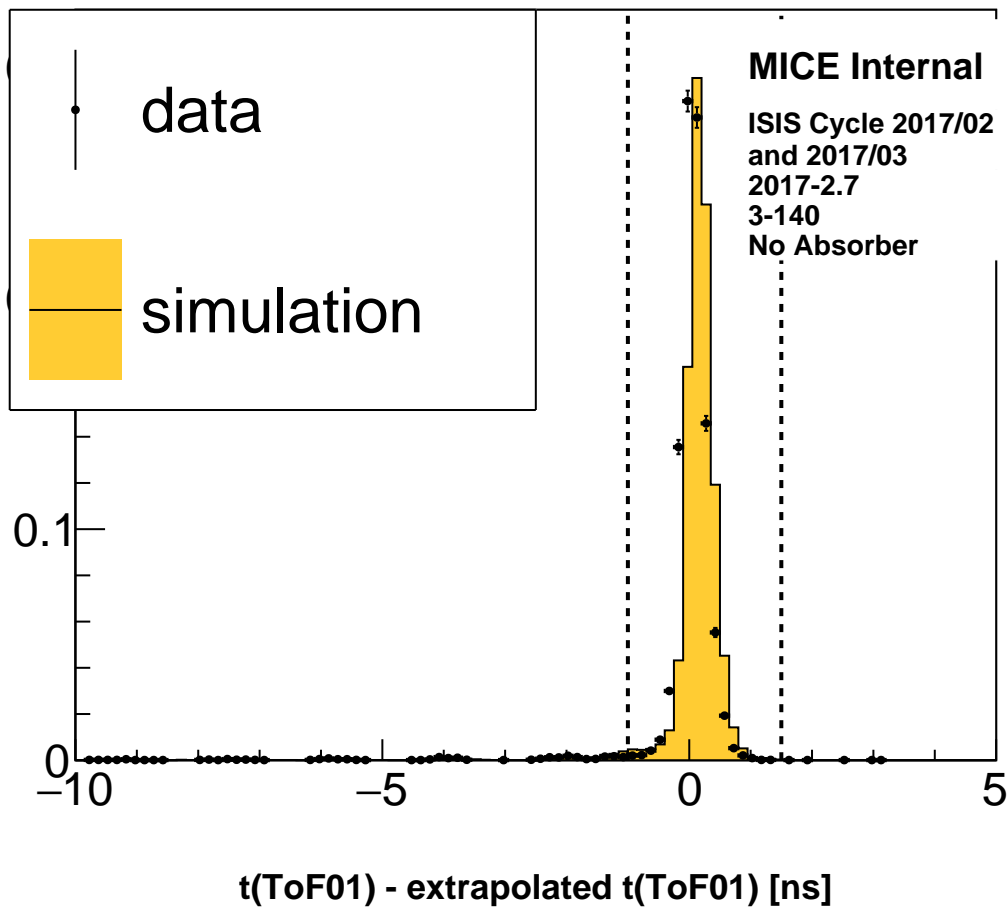 data
simulation
MICE Internal
ISIS Cycle 2017/02
and 2017/03
2017-2.7
3-140
No Absorber
0.1
0
−10
−5
0
5
t(ToF01) - extrapolated t(ToF01) [ns]